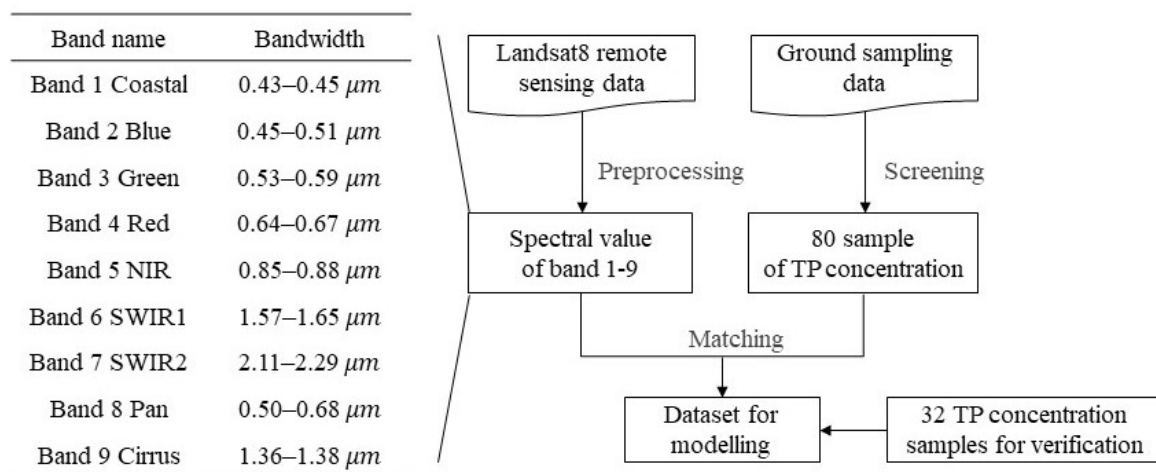 Band name Bandwidth
Band 1 Coastal 0.43–0.45 μm
Band 2 Blue 0.45–0.51 μm
Band 3 Green 0.53–0.59 μm
Band 4 Red 0.64–0.67 μm
Band 5 NIR 0.85–0.88 μm
Band 6 SWIR1 1.57–1.65 μm
Band 7 SWIR2 2.11–2.29 μm
Band 8 Pan 0.50–0.68 μm
Band 9 Cirrus 1.36–1.38 μm
Landsat8 remote
sensing data
Ground sampling
data
Preprocessing
Screening
Spectral value
of band 1-9
80 sample
of TP concentration
Matching
Dataset for
modelling
32 TP concentration
samples for verification